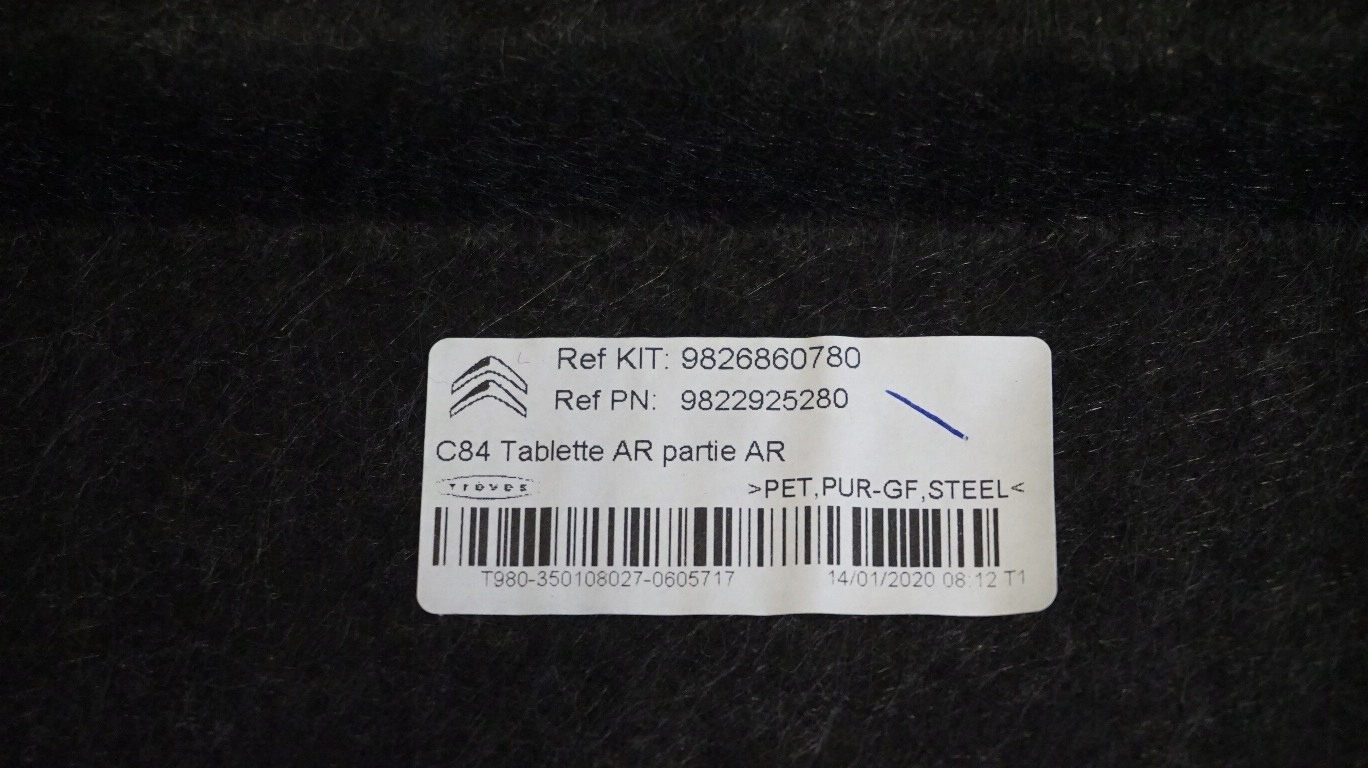 Ref KIT: 9826860780
Ref PN: 9822925280
C84 Tablette AR partie AR
TREVES >PET,PUR-GF,STEEL<
T980-350108027-0605717 14/01/2020 08:12 T1